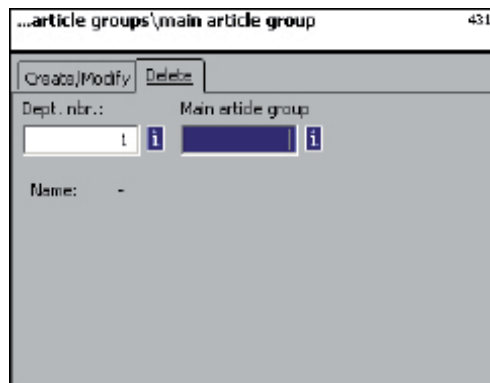 ...article groups\main article group 431
Create/Modify Delete
Dept. nbr.: Main article group
1 i i
Name: -